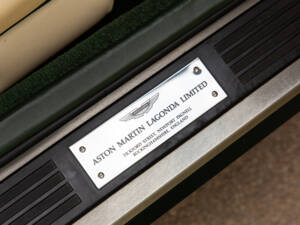 ASTON MARTIN LAGONDA LIMITED
TICKFORD STREET, NEWPORT PAGNELL
BUCKINGHAMSHIRE, ENGLAND